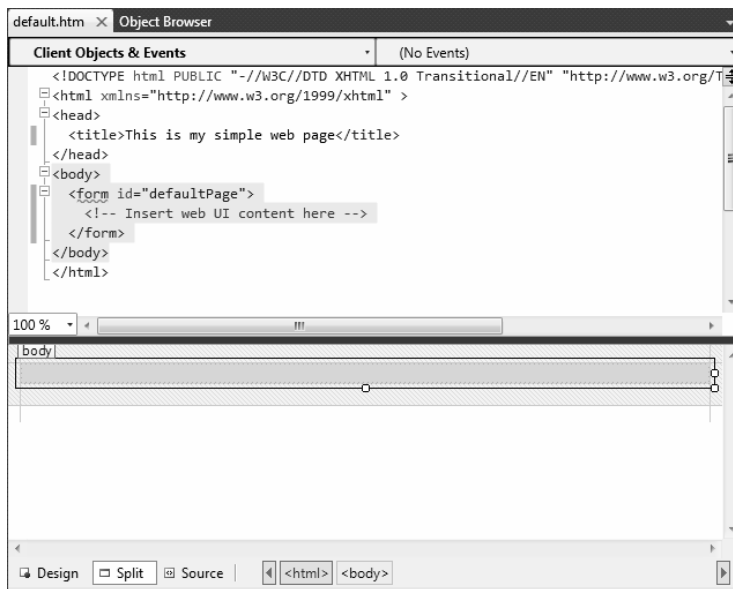 default.htm × Object Browser
Client Objects & Events (No Events)
<!DOCTYPE html PUBLIC "-//W3C//DTD XHTML 1.0 Transitional//EN" "http://www.w3.org/T
<html xmlns="http://www.w3.org/1999/xhtml" >
<head>
<title>This is my simple web page</title>
</head>
<body>
<form id="defaultPage">
<!-- Insert web UI content here -->
</form>
</body>
</html>
100 %
body
Design Split Source <html> <body>